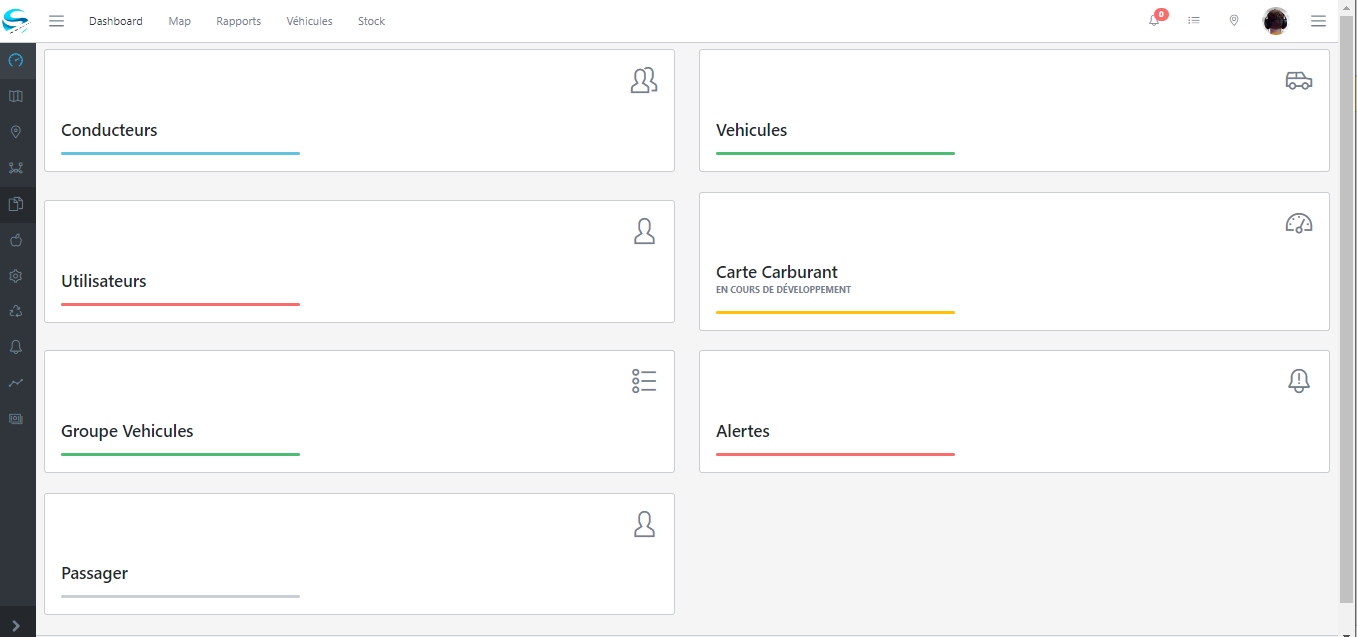 Dashboard Map Rapports Véhicules Stock 0
Conducteurs
Vehicules
Utilisateurs
Carte Carburant
EN COURS DE DÉVELOPPEMENT
Groupe Vehicules
Alertes
Passager